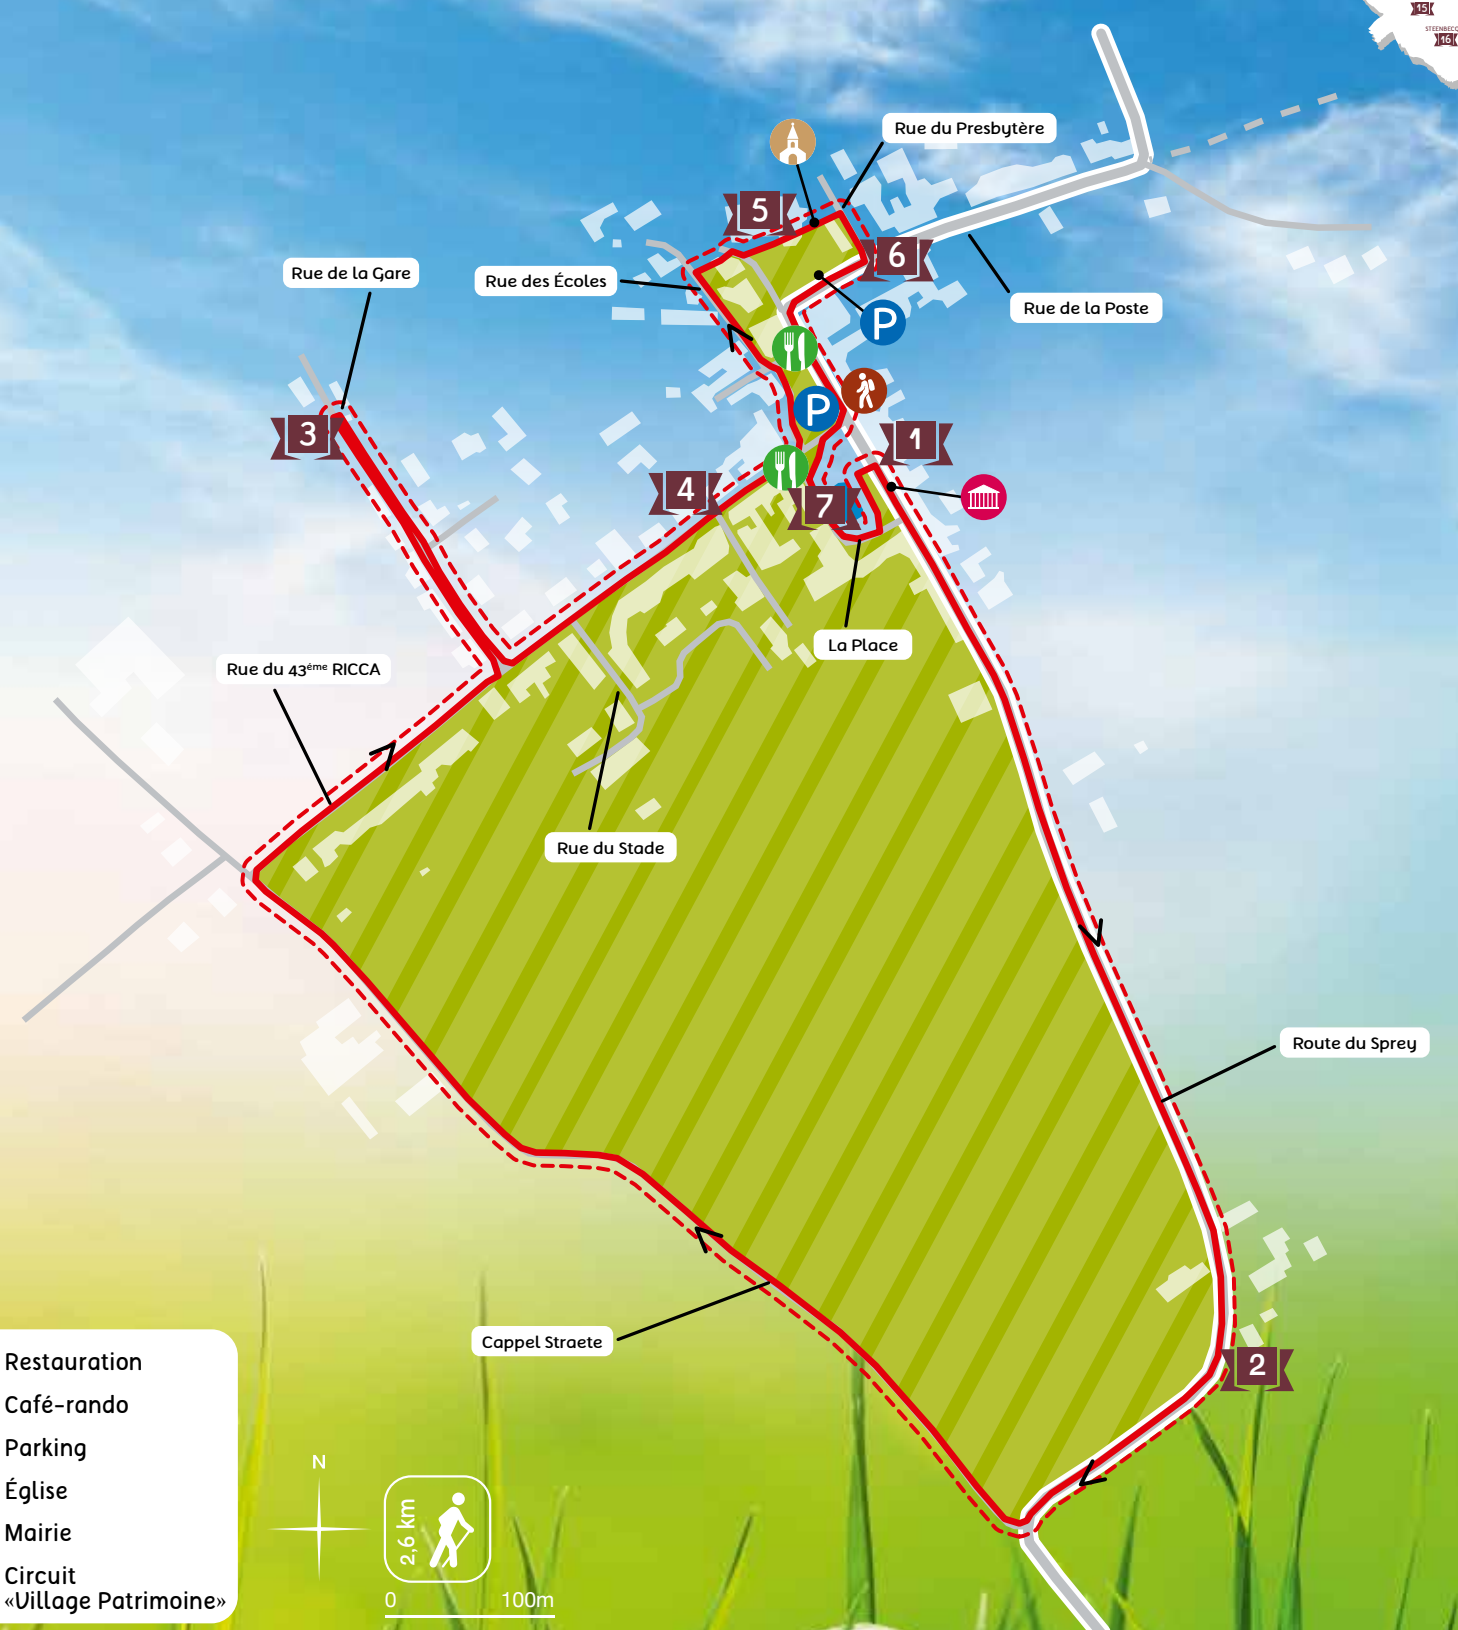 15
STEENBECQ
16
Rue du Presbytère
5
6
Rue de la Gare
Rue des Écoles
Rue de la Poste
P
P
3
1
4
7
La Place
Rue du 43ème RICCA
Rue du Stade
Route du Sprey
Cappel Straete
2
Restauration
Café-rando
Parking
Église
Mairie
Circuit
«Village Patrimoine»
N
2,6 km
0 100m